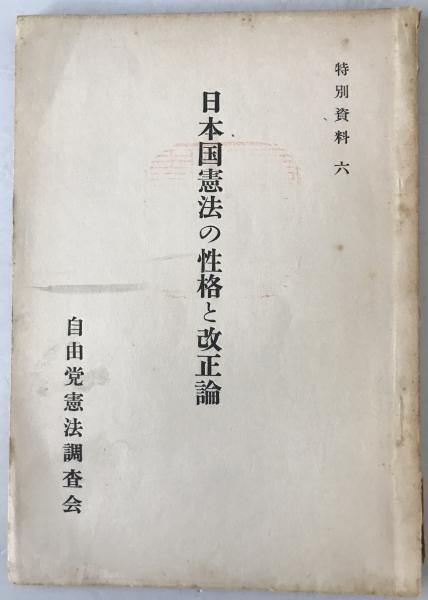 特別資料 六
日本国憲法の性格と改正論
自由党憲法調査会